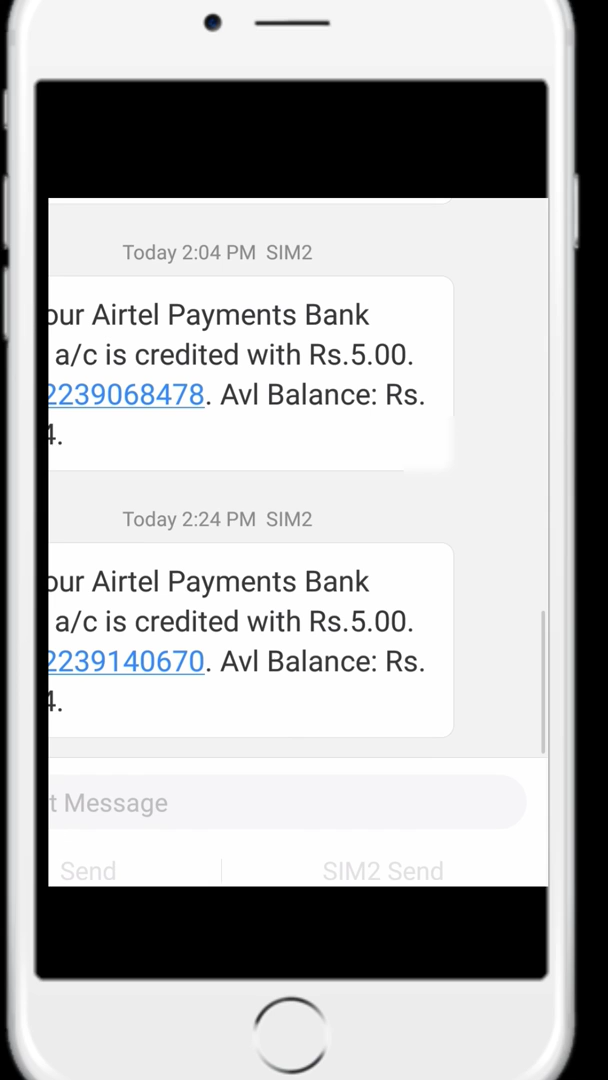 Today 2:04 PM SIM2
our Airtel Payments Bank
a/c is credited with Rs.5.00.
2239068478. Avl Balance: Rs.
4.
Today 2:24 PM SIM2
our Airtel Payments Bank
a/c is credited with Rs.5.00.
2239140670. Avl Balance: Rs.
4.
t Message
Send
SIM2 Send